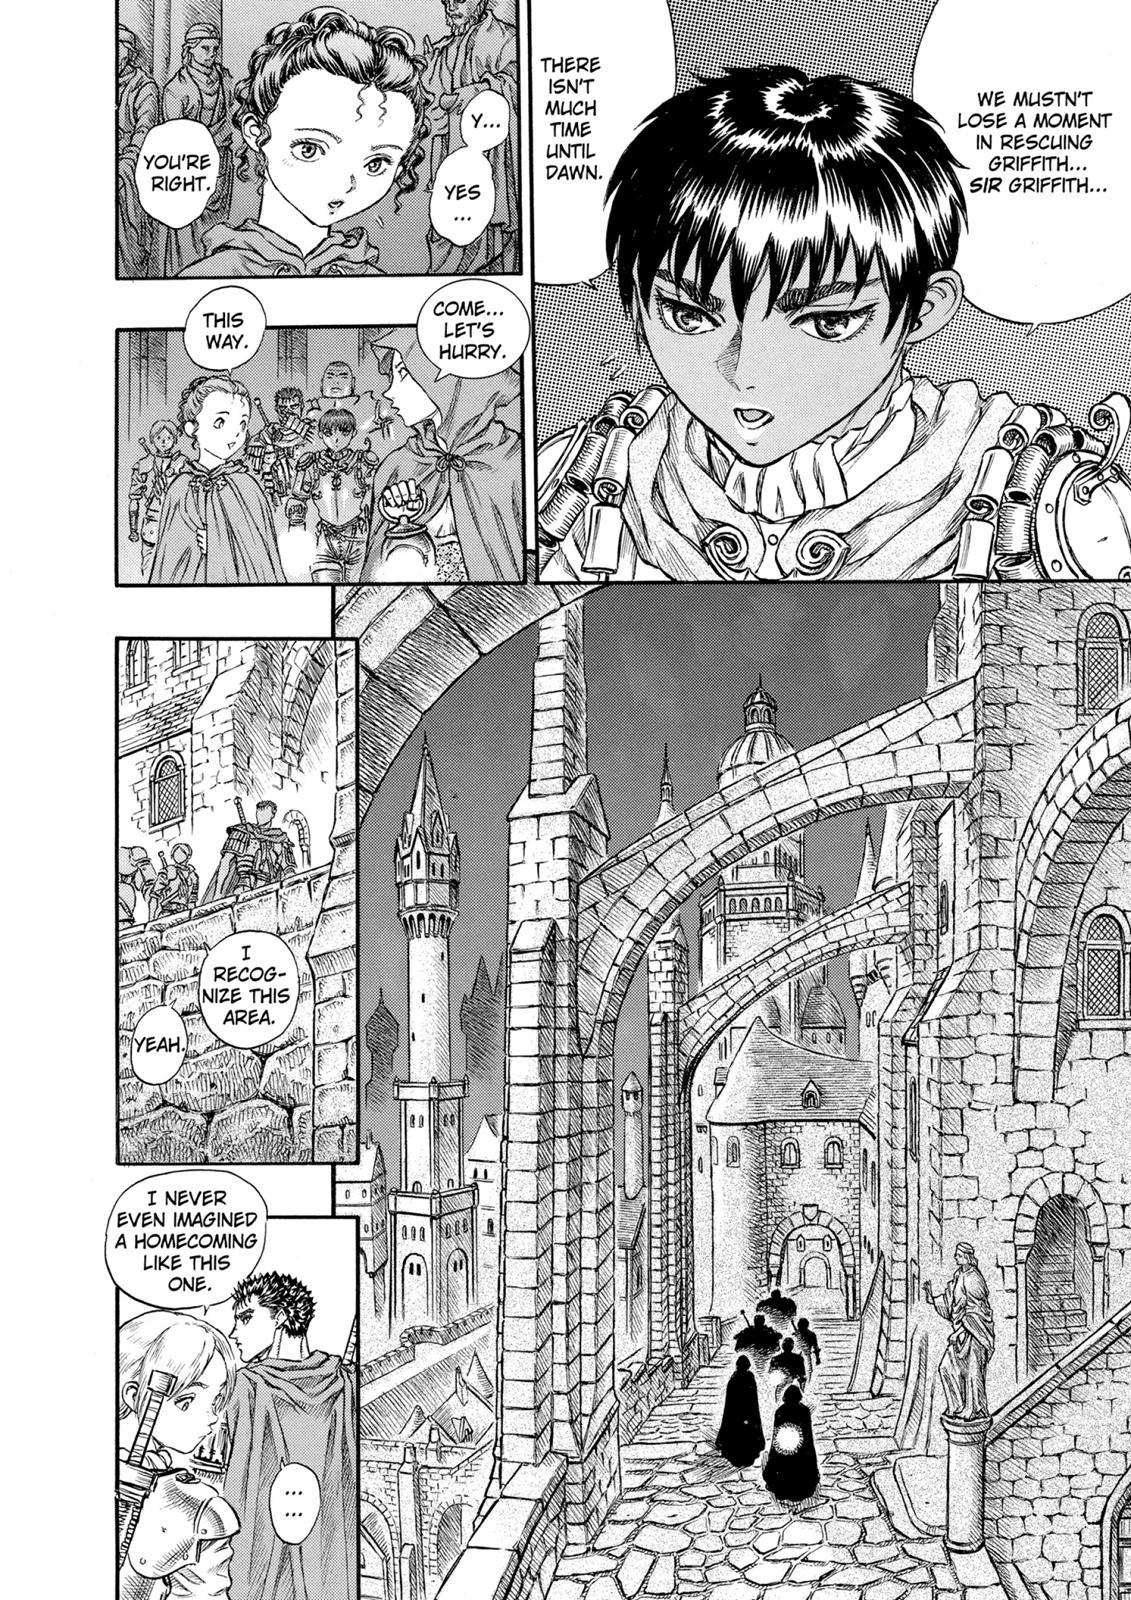 WE MUSTN'T
LOSE A MOMENT
IN RESCUING
GRIFFITH...
SIR GRIFFITH...
THERE
ISN'T
MUCH
TIME
UNTIL
DAWN.
Y...
YES
...
YOU'RE
RIGHT.
COME...
LET'S
HURRY.
THIS
WAY.
I
RECOG-
NIZE THIS
AREA.
YEAH.
I NEVER
EVEN IMAGINED
A HOMECOMING
LIKE THIS
ONE.
...
...